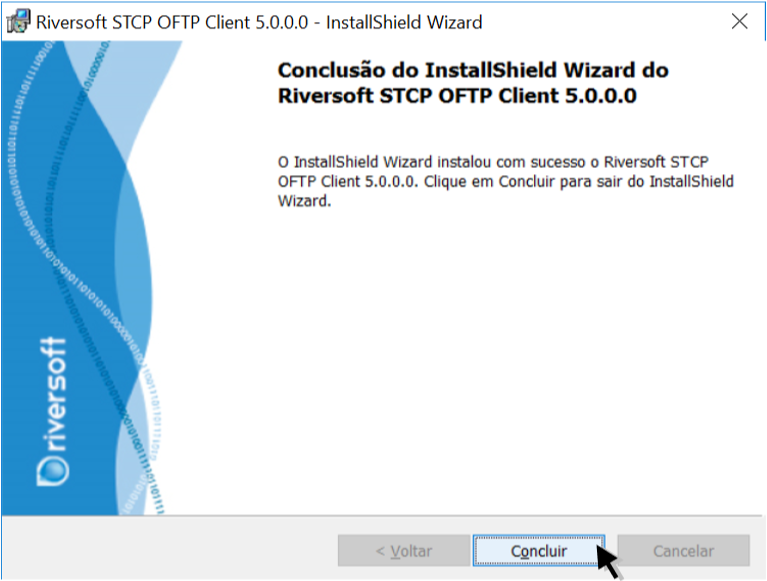 Riversoft STCP OFTP Client 5.0.0.0 - InstallShield Wizard
Conclusão do InstallShield Wizard do
Riversoft STCP OFTP Client 5.0.0.0
O InstallShield Wizard instalou com sucesso o Riversoft STCP
OFTP Client 5.0.0.0. Clique em Concluir para sair do InstallShield
Wizard.
riversoft
< Voltar
Concluir
Cancelar